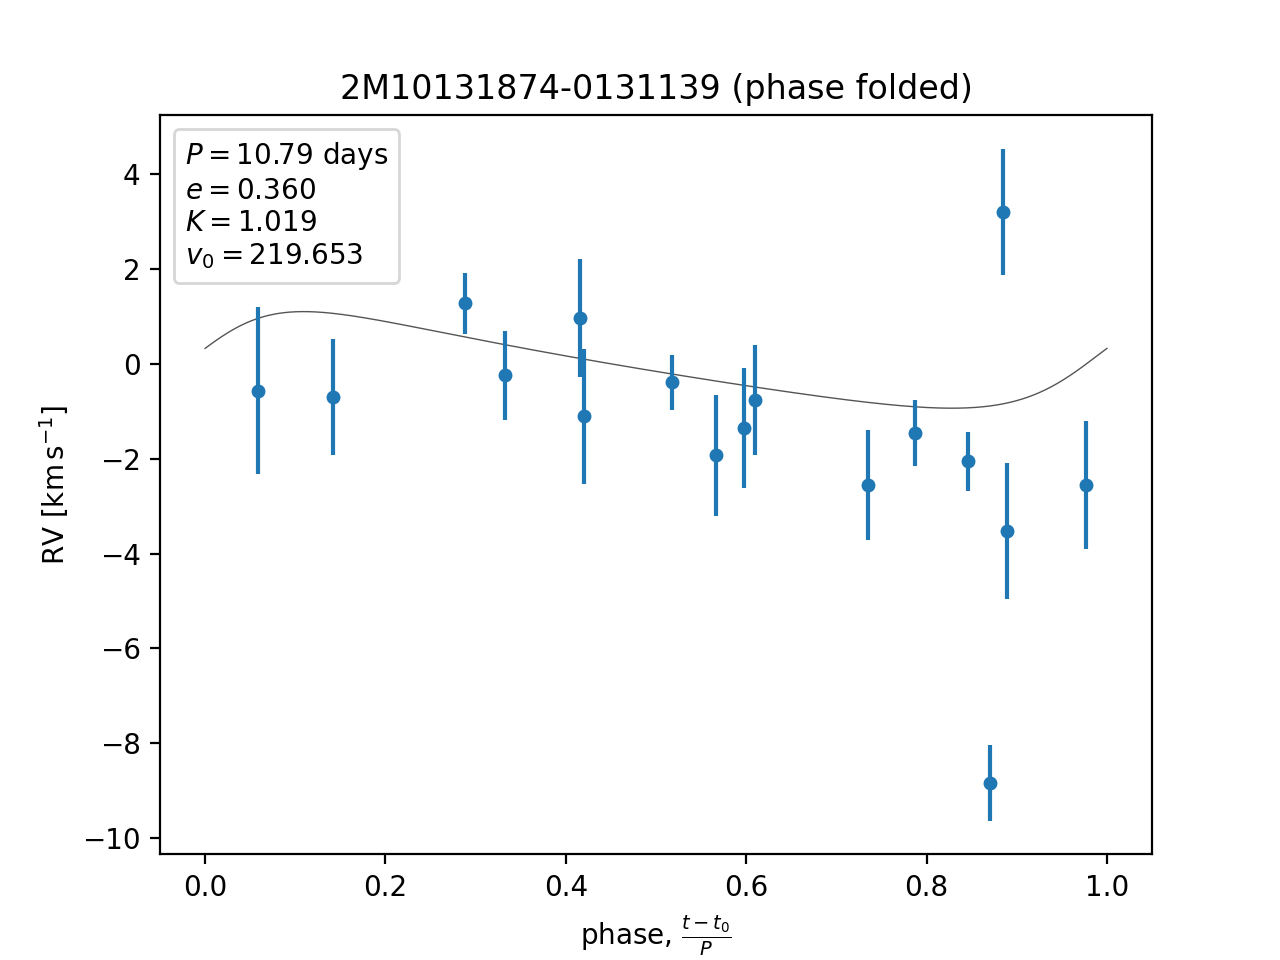 2M10131874-0131139 (phase folded)
P = 10.79 days
e = 0.360
K = 1.019
v₀ = 219.653
RV [km s⁻¹]
4
2
0
−2
−4
−6
−8
−10
0.0 0.2 0.4 0.6 0.8 1.0
phase, (t − t₀)/P